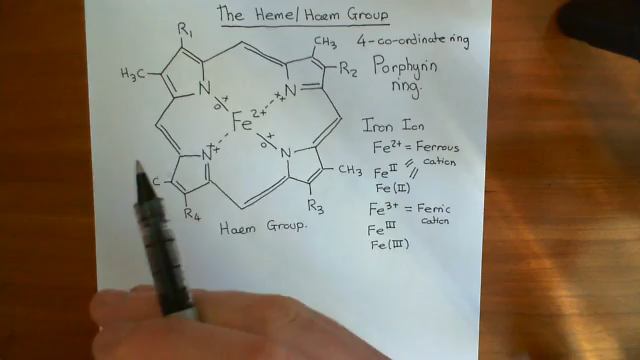 The Heme/Haem Group
R1
CH3
4-co-ordinate ring
H3C
R2
Porphyrin
ring.
N
N
Fe2+
Iron Ion
N
N
Fe2+ = Ferrous
cation
FeII
Fe(II)
C
CH3
R4
R3
Fe3+ = Ferric
cation
FeIII
Fe(III)
Haem Group.